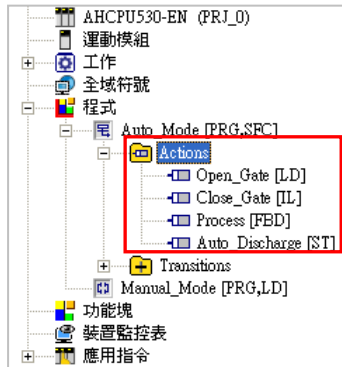 AHCPU530-EN (PRJ_0)
運動模組
工作
全域符號
程式
Auto_Mode [PRG,SFC]
Actions
Open_Gate [LD]
Close_Gate [IL]
Process [FBD]
Auto_Discharge [ST]
Transitions
Manual_Mode [PRG,LD]
功能塊
裝置監控表
應用指令